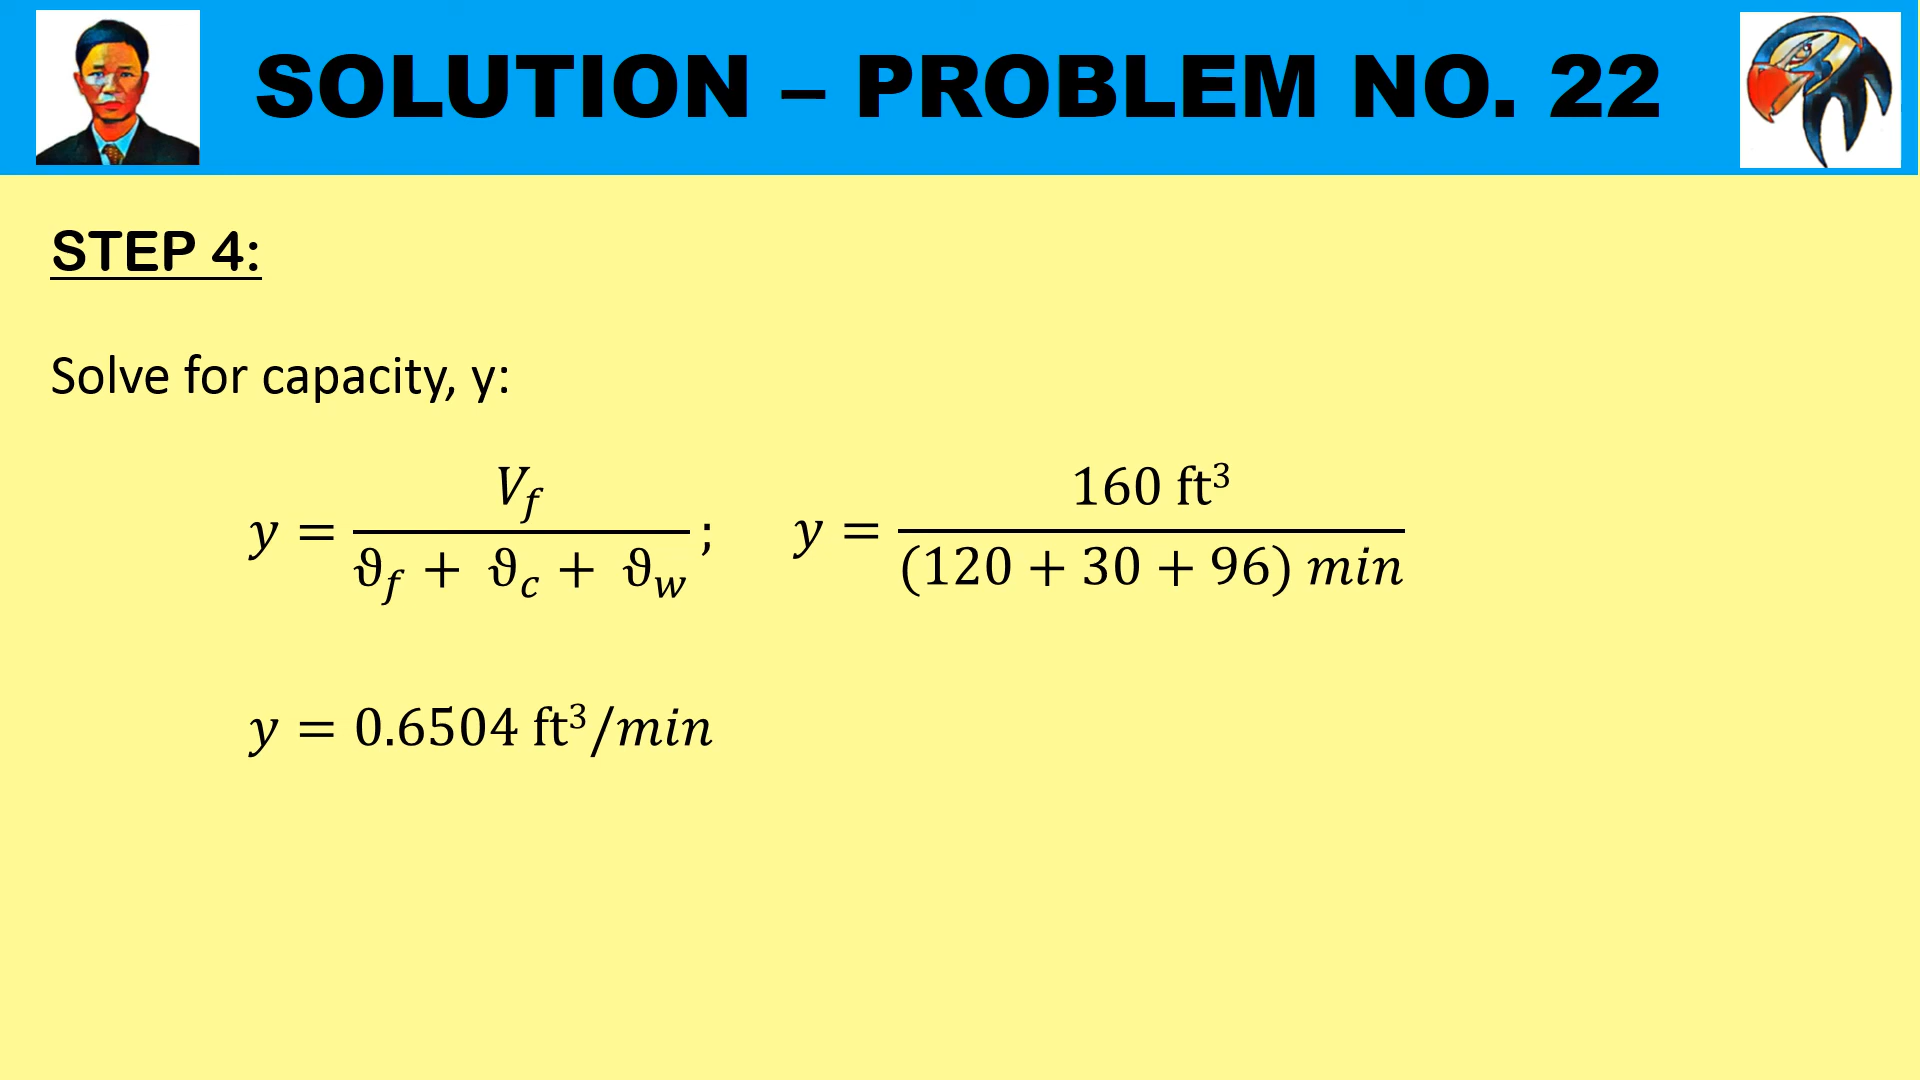 SOLUTION – PROBLEM NO. 22
STEP 4:
Solve for capacity, y:
y = V_f / (ϑ_f + ϑ_c + ϑ_w) ; y = 160 ft³ / (120 + 30 + 96) min
y = 0.6504 ft³/min